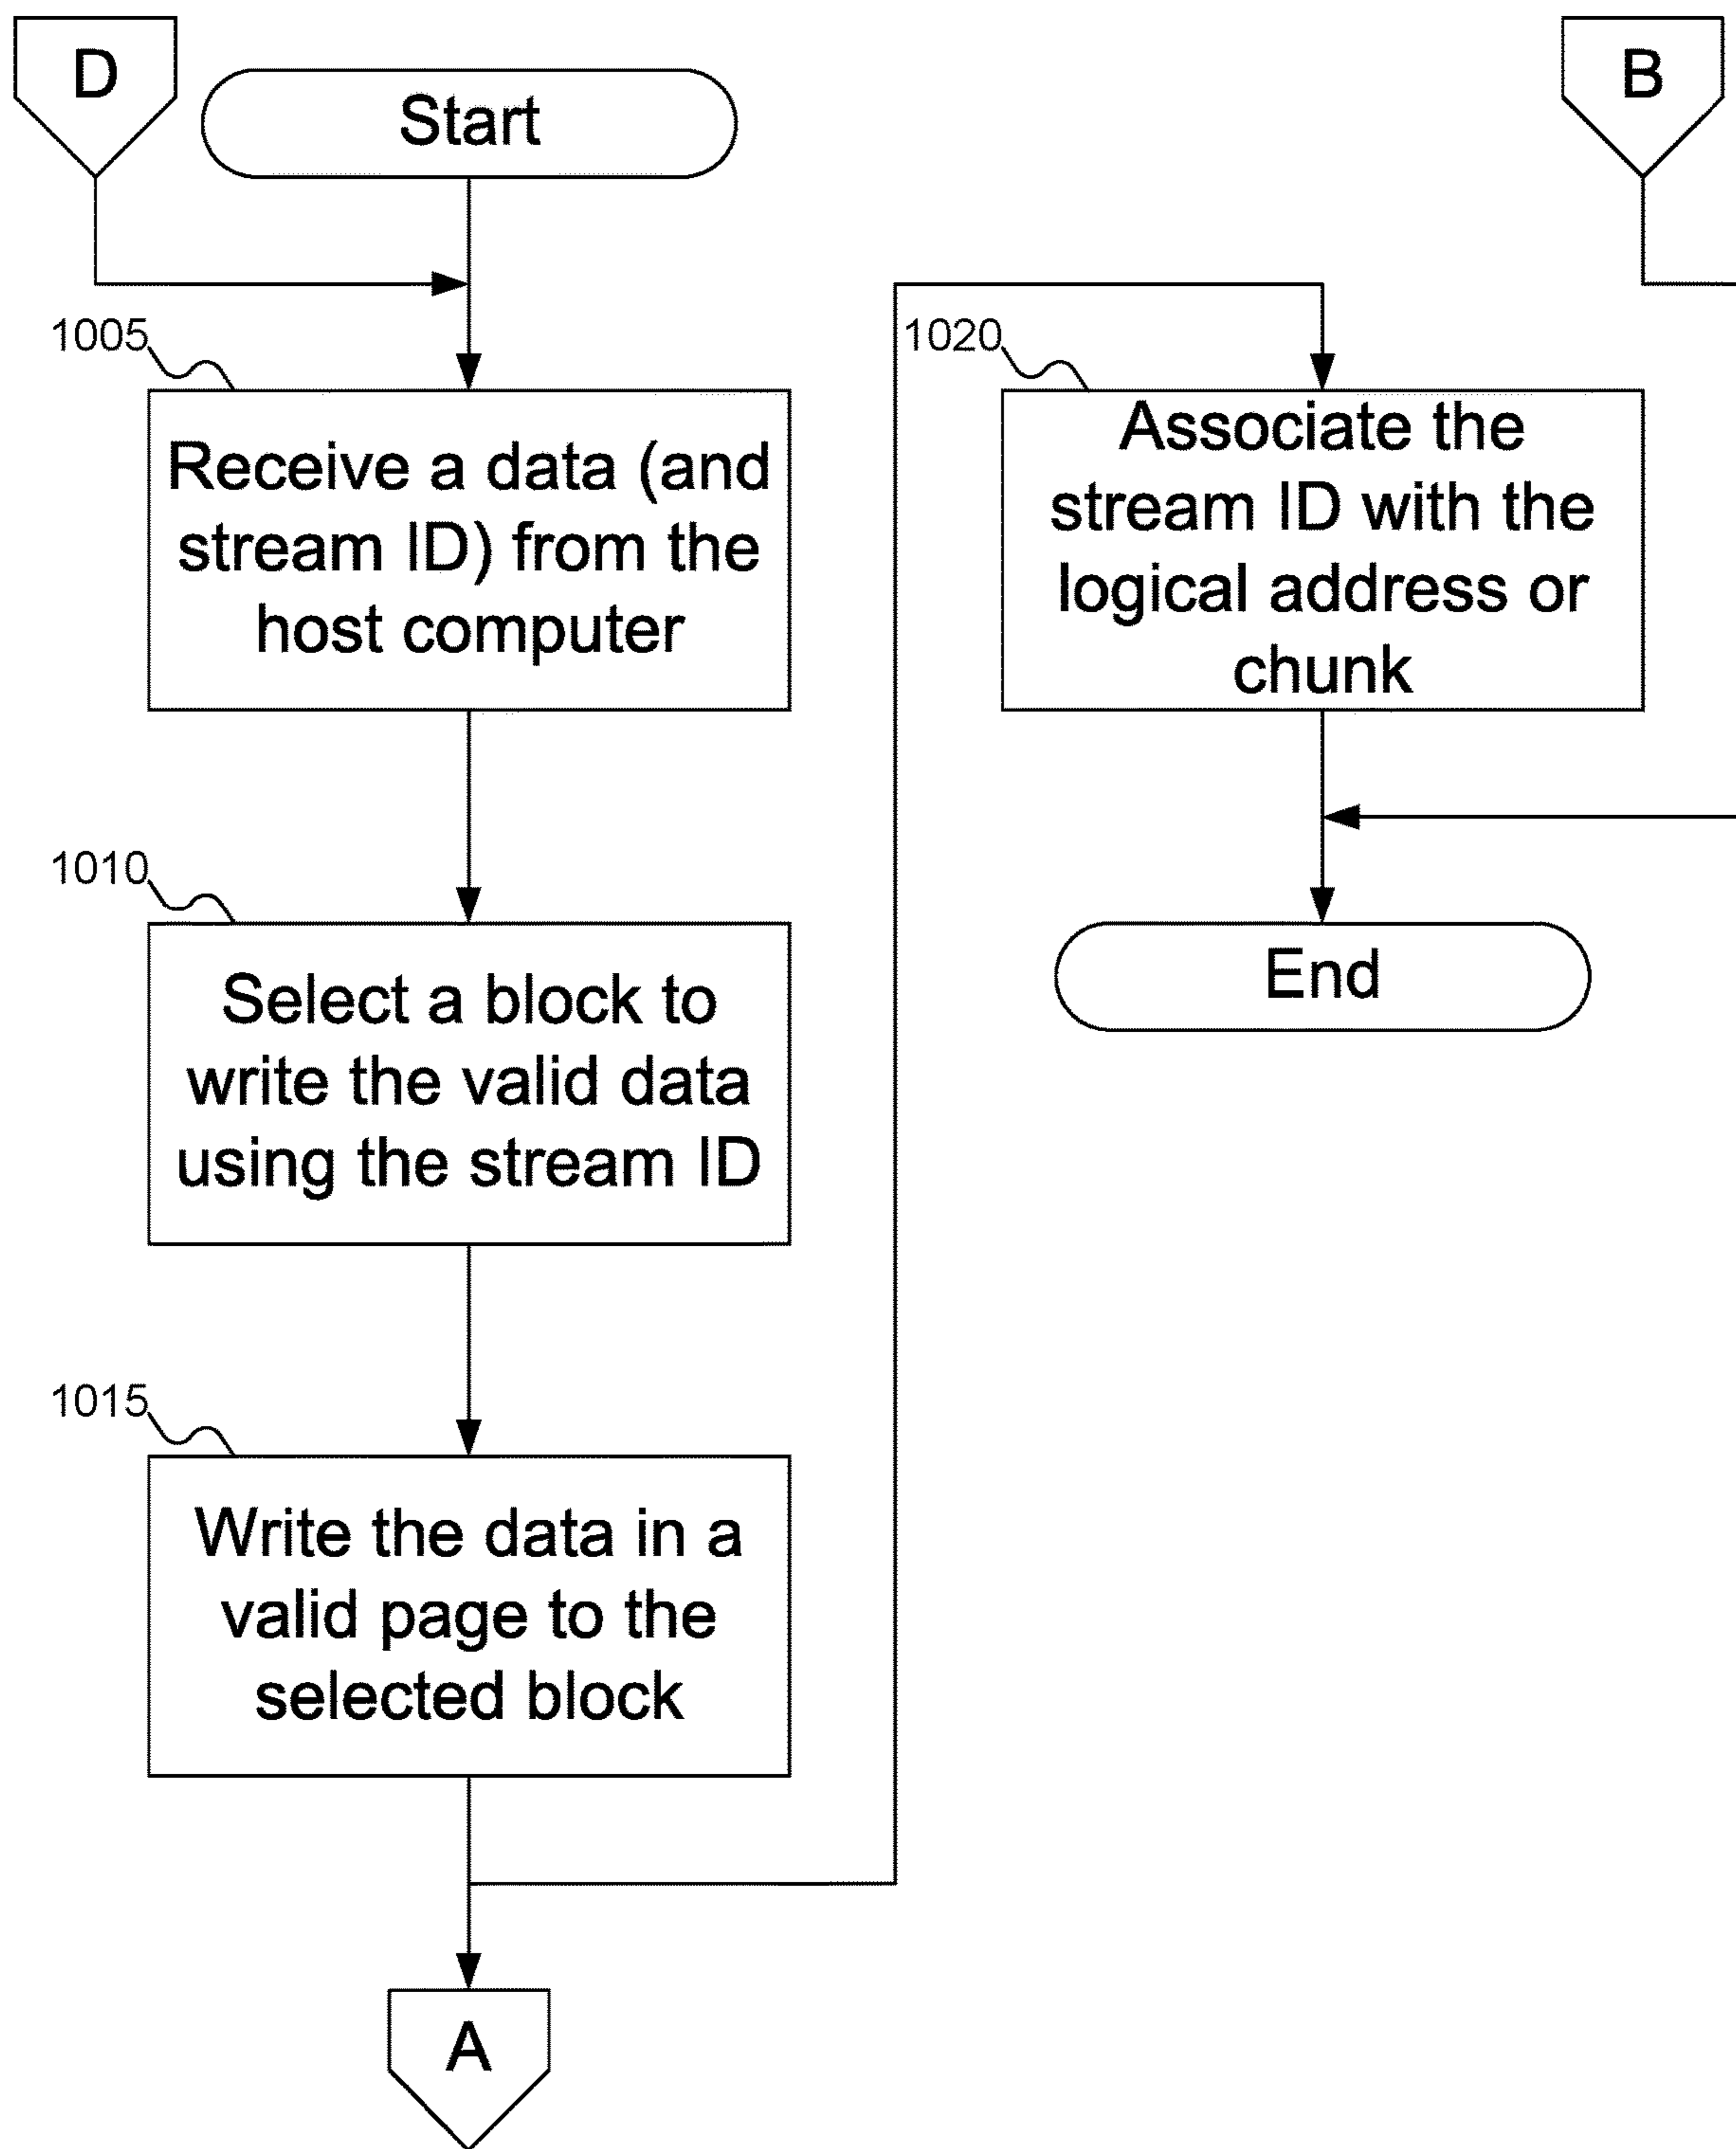 D
Start
B
1005
Receive a data (and
stream ID) from the
host computer
1010
Select a block to
write the valid data
using the stream ID
1015
Write the data in a
valid page to the
selected block
A
1020
Associate the
stream ID with the
logical address or
chunk
End